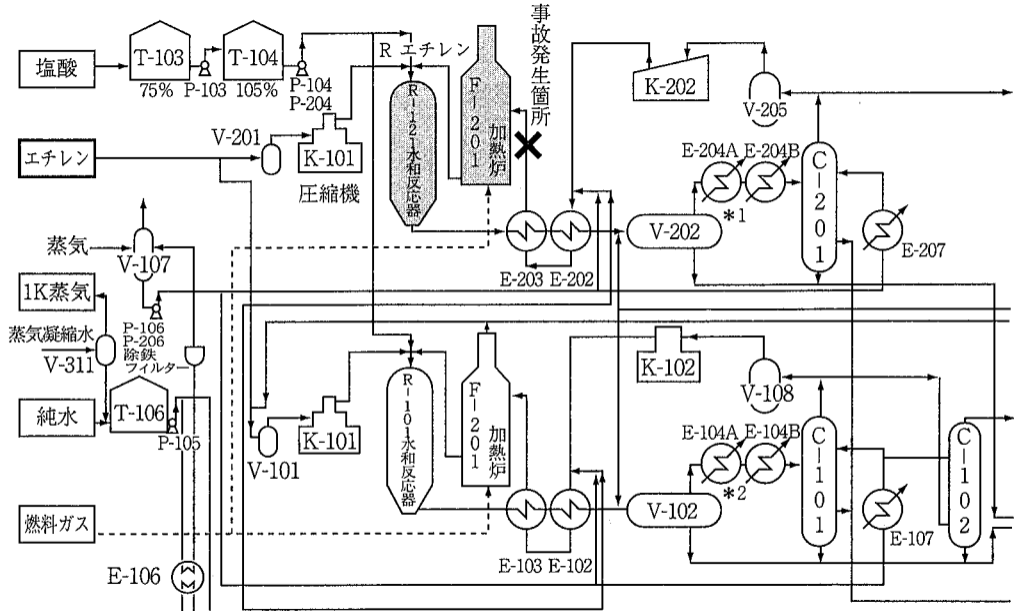 塩酸
T-103
75%
P-103
T-104
105%
P-104
P-204
R エチレン
事故発生箇所
エチレン
V-201
K-101
圧縮機
R-121水和反応器
F-201
加熱炉
K-202
V-205
E-204A
E-204B
*1
C-201
V-202
E-203
E-202
E-207
蒸気
V-107
1K蒸気
蒸気凝縮水
V-311
P-106
P-206
除鉄
フィルター
純水
T-106
P-105
V-101
K-101
R-101水和反応器
F-201
加熱炉
K-102
V-108
E-104A
E-104B
*2
C-101
C-102
V-102
E-103
E-102
E-107
燃料ガス
E-106